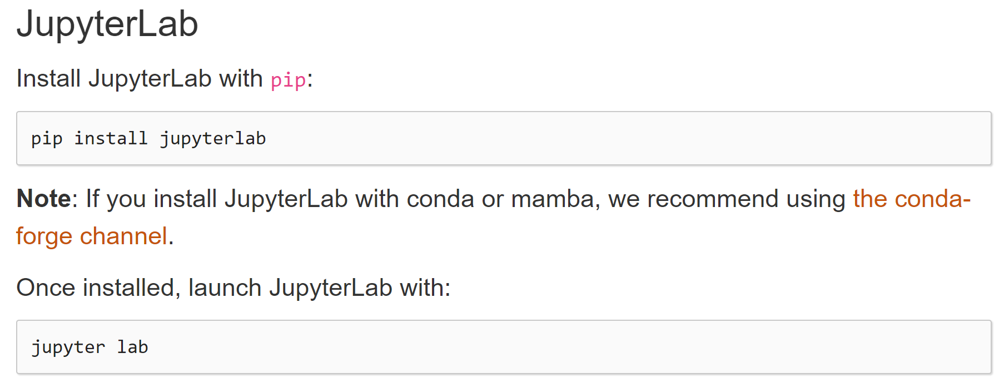 JupyterLab
Install JupyterLab with pip:
pip install jupyterlab
Note: If you install JupyterLab with conda or mamba, we recommend using the conda-
forge channel.
Once installed, launch JupyterLab with:
jupyter lab